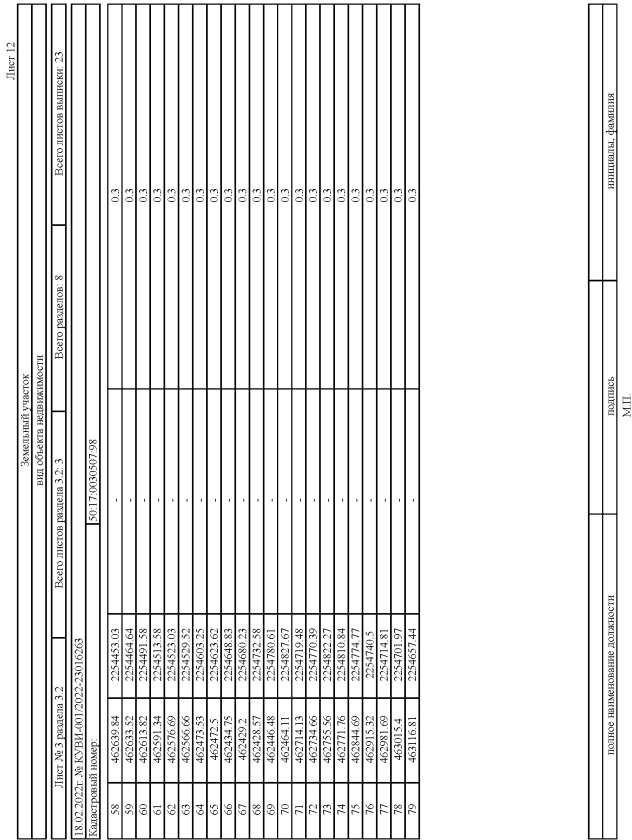 Лист 12
Земельный участок
вид объекта недвижимости
Лист № 3 раздела 3.2 Всего листов раздела 3.2: 3 Всего разделов: 8 Всего листов выписки: 23
18.02.2022г. № КУВИ-001/2022-23016263
Кадастровый номер: 50:17:0030507:98
58 462639.84 2254453.03 - 0.3
59 462633.52 2254464.64 - 0.3
60 462613.82 2254491.58 - 0.3
61 462591.34 2254513.58 - 0.3
62 462576.69 2254523.03 - 0.3
63 462566.66 2254529.52 - 0.3
64 462473.53 2254603.25 - 0.3
65 462472.5 2254623.62 - 0.3
66 462434.75 2254648.83 - 0.3
67 462429.2 2254680.23 - 0.3
68 462428.57 2254732.58 - 0.3
69 462446.48 2254780.61 - 0.3
70 462464.11 2254827.67 - 0.3
71 462714.13 2254719.48 - 0.3
72 462734.66 2254770.39 - 0.3
73 462755.56 2254822.27 - 0.3
74 462771.76 2254810.84 - 0.3
75 462844.69 2254774.77 - 0.3
76 462915.32 2254740.5 - 0.3
77 462981.69 2254714.81 - 0.3
78 463015.4 2254701.97 - 0.3
79 463116.81 2254657.44 - 0.3
полное наименование должности подпись инициалы, фамилия
М.П.